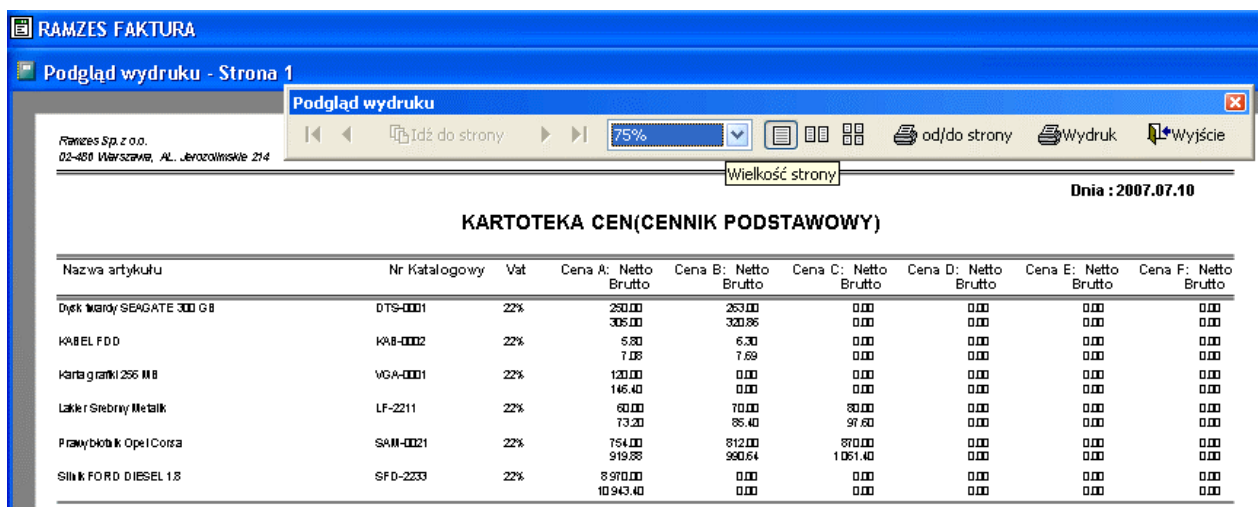 RAMZES FAKTURA
Podgląd wydruku - Strona 1
Podgląd wydruku
Idź do strony 75% od/do strony Wydruk Wyjście
Wielkość strony
Ramzes Sp. z o.o.
02-486 Warszawa, AL. Jerozolimskie 214
Dnia : 2007.07.10
KARTOTEKA CEN(CENNIK PODSTAWOWY)
Nazwa artykułu Nr Katalogowy Vat Cena A: Netto Cena B: Netto Cena C: Netto Cena D: Netto Cena E: Netto Cena F: Netto
Brutto Brutto Brutto Brutto Brutto Brutto
Dysk twardy SEAGATE 300 GB DTS-0001 22% 250.00 263.00 0.00 0.00 0.00 0.00
305.00 320.86 0.00 0.00 0.00 0.00
KABEL FDD KAB-0002 22% 5.80 6.30 0.00 0.00 0.00 0.00
7.08 7.69 0.00 0.00 0.00 0.00
Karta grafiki 256 MB VGA-0001 22% 120.00 0.00 0.00 0.00 0.00 0.00
146.40 0.00 0.00 0.00 0.00 0.00
Lakier Srebrny Metalik LF-2211 22% 60.00 70.00 80.00 0.00 0.00 0.00
73.20 85.40 97.60 0.00 0.00 0.00
Prawy błotnik Opel Corsa SAM-0021 22% 754.00 812.00 870.00 0.00 0.00 0.00
919.88 990.64 1 061.40 0.00 0.00 0.00
Silnik FORD DIESEL 1.8 SFD-2233 22% 8 970.00 0.00 0.00 0.00 0.00 0.00
10 943.40 0.00 0.00 0.00 0.00 0.00